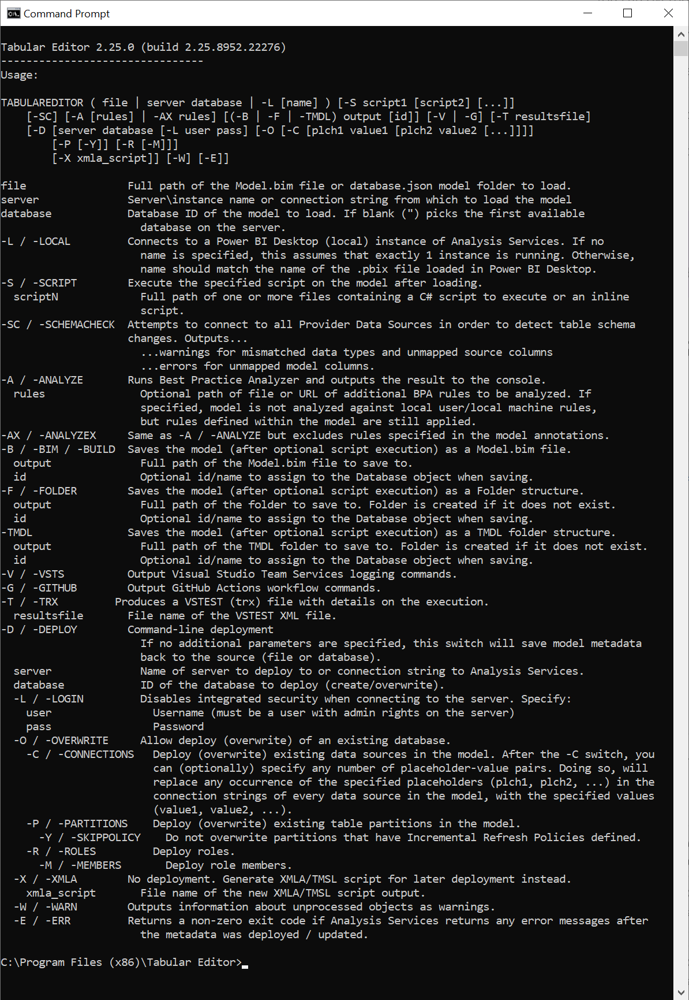 Command Prompt
Tabular Editor 2.25.0 (build 2.25.8952.22276)
--------------------------------
Usage:
TABULAREDITOR ( file | server database | -L [name] ) [-S script1 [script2] [...]]
[-SC] [-A [rules] | -AX rules] [(-B | -F | -TMDL) output [id]] [-V | -G] [-T resultsfile]
[-D [server database [-L user pass] [-O [-C [plch1 value1 [plch2 value2 [...]]]]
[-P [-Y]] [-R [-M]]]
[-X xmla_script]] [-W] [-E]]
file Full path of the Model.bim file or database.json model folder to load.
server Server\instance name or connection string from which to load the model
database Database ID of the model to load. If blank (") picks the first available
database on the server.
-L / -LOCAL Connects to a Power BI Desktop (local) instance of Analysis Services. If no
name is specified, this assumes that exactly 1 instance is running. Otherwise,
name should match the name of the .pbix file loaded in Power BI Desktop.
-S / -SCRIPT Execute the specified script on the model after loading.
scriptN Full path of one or more files containing a C# script to execute or an inline
script.
-SC / -SCHEMACHECK Attempts to connect to all Provider Data Sources in order to detect table schema
changes. Outputs...
...warnings for mismatched data types and unmapped source columns
...errors for unmapped model columns.
-A / -ANALYZE Runs Best Practice Analyzer and outputs the result to the console.
rules Optional path of file or URL of additional BPA rules to be analyzed. If
specified, model is not analyzed against local user/local machine rules,
but rules defined within the model are still applied.
-AX / -ANALYZEX Same as -A / -ANALYZE but excludes rules specified in the model annotations.
-B / -BIM / -BUILD Saves the model (after optional script execution) as a Model.bim file.
output Full path of the Model.bim file to save to.
id Optional id/name to assign to the Database object when saving.
-F / -FOLDER Saves the model (after optional script execution) as a Folder structure.
output Full path of the folder to save to. Folder is created if it does not exist.
id Optional id/name to assign to the Database object when saving.
-TMDL Saves the model (after optional script execution) as a TMDL folder structure.
output Full path of the TMDL folder to save to. Folder is created if it does not exist.
id Optional id/name to assign to the Database object when saving.
-V / -VSTS Output Visual Studio Team Services logging commands.
-G / -GITHUB Output GitHub Actions workflow commands.
-T / -TRX Produces a VSTEST (trx) file with details on the execution.
resultsfile File name of the VSTEST XML file.
-D / -DEPLOY Command-line deployment
If no additional parameters are specified, this switch will save model metadata
back to the source (file or database).
server Name of server to deploy to or connection string to Analysis Services.
database ID of the database to deploy (create/overwrite).
-L / -LOGIN Disables integrated security when connecting to the server. Specify:
user Username (must be a user with admin rights on the server)
pass Password
-O / -OVERWRITE Allow deploy (overwrite) of an existing database.
-C / -CONNECTIONS Deploy (overwrite) existing data sources in the model. After the -C switch, you
can (optionally) specify any number of placeholder-value pairs. Doing so, will
replace any occurrence of the specified placeholders (plch1, plch2, ...) in the
connection strings of every data source in the model, with the specified values
(value1, value2, ...).
-P / -PARTITIONS Deploy (overwrite) existing table partitions in the model.
-Y / -SKIPPOLICY Do not overwrite partitions that have Incremental Refresh Policies defined.
-R / -ROLES Deploy roles.
-M / -MEMBERS Deploy role members.
-X / -XMLA No deployment. Generate XMLA/TMSL script for later deployment instead.
xmla_script File name of the new XMLA/TMSL script output.
-W / -WARN Outputs information about unprocessed objects as warnings.
-E / -ERR Returns a non-zero exit code if Analysis Services returns any error messages after
the metadata was deployed / updated.
C:\Program Files (x86)\Tabular Editor>